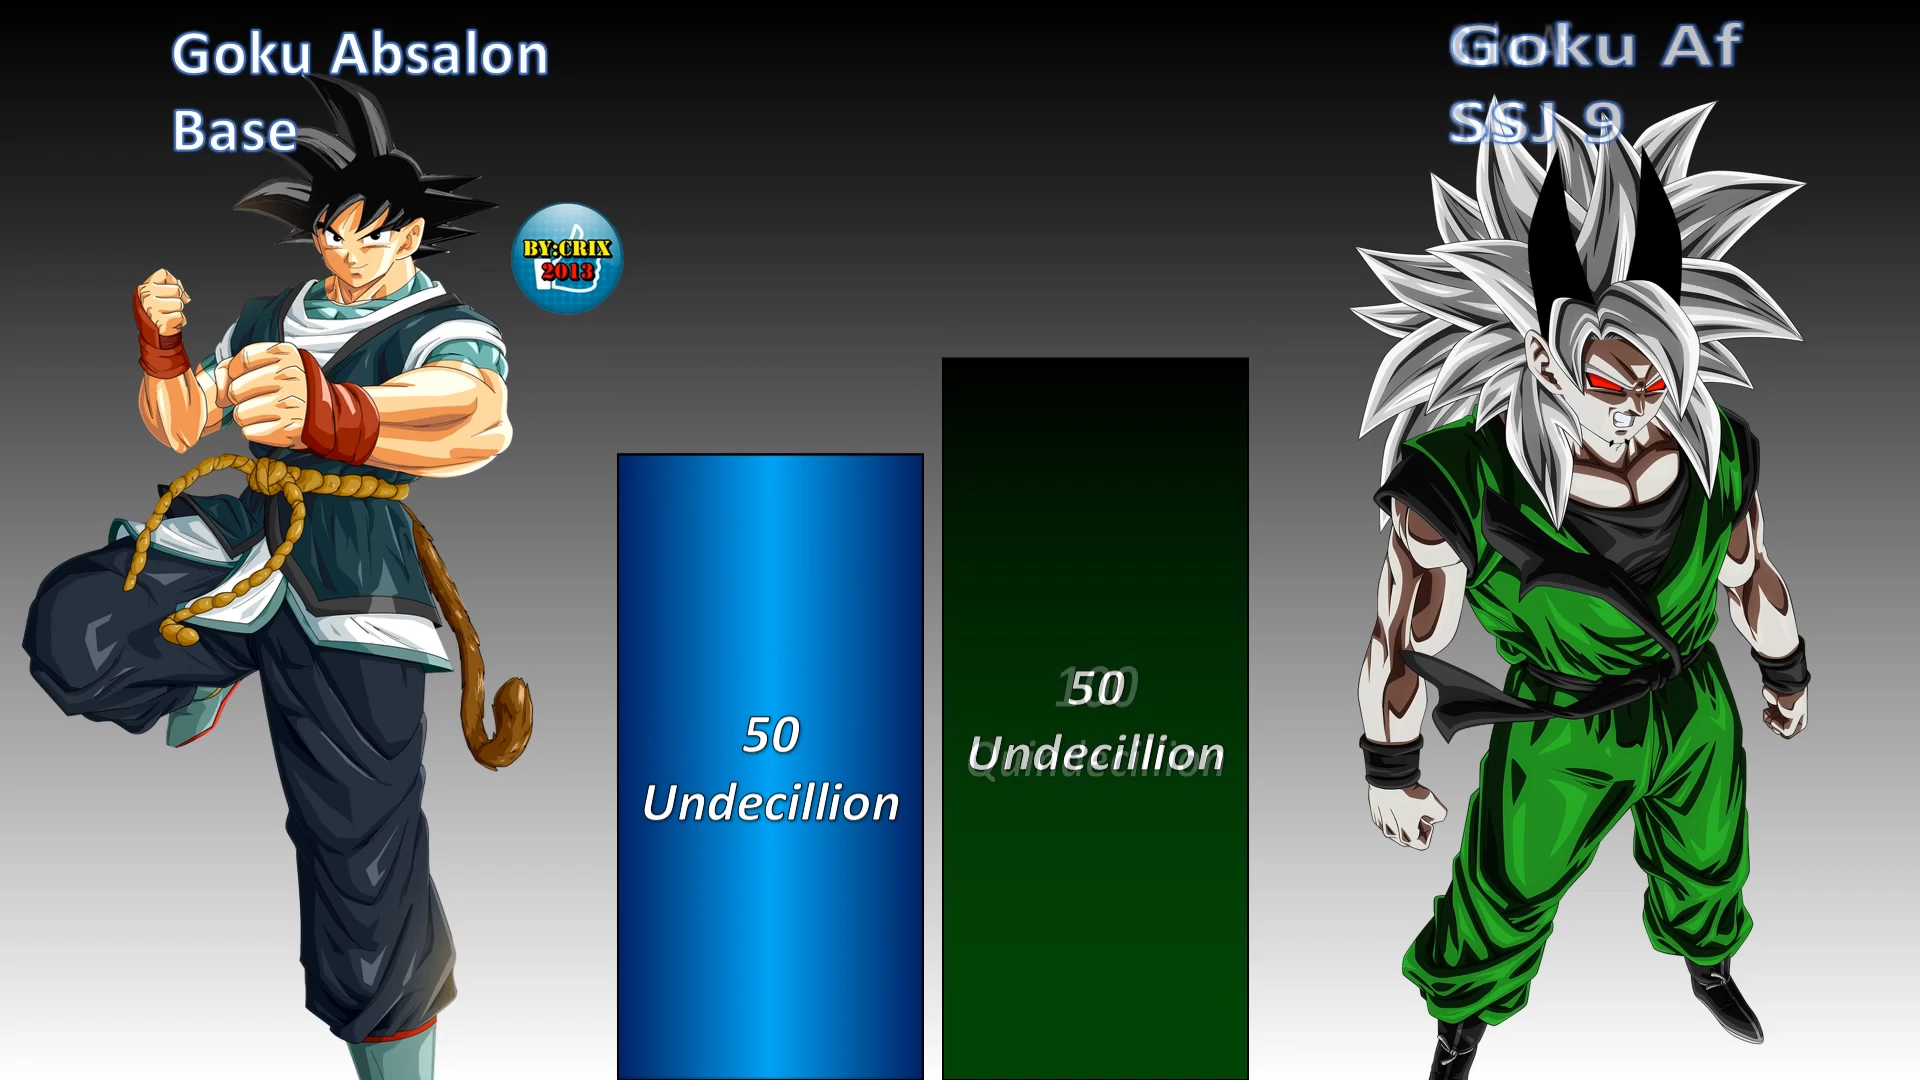 Goku Absalon
Base
Goku Af
SSJ 9
BY:CRIX
2013
50
Undecillion
50
Undecillion